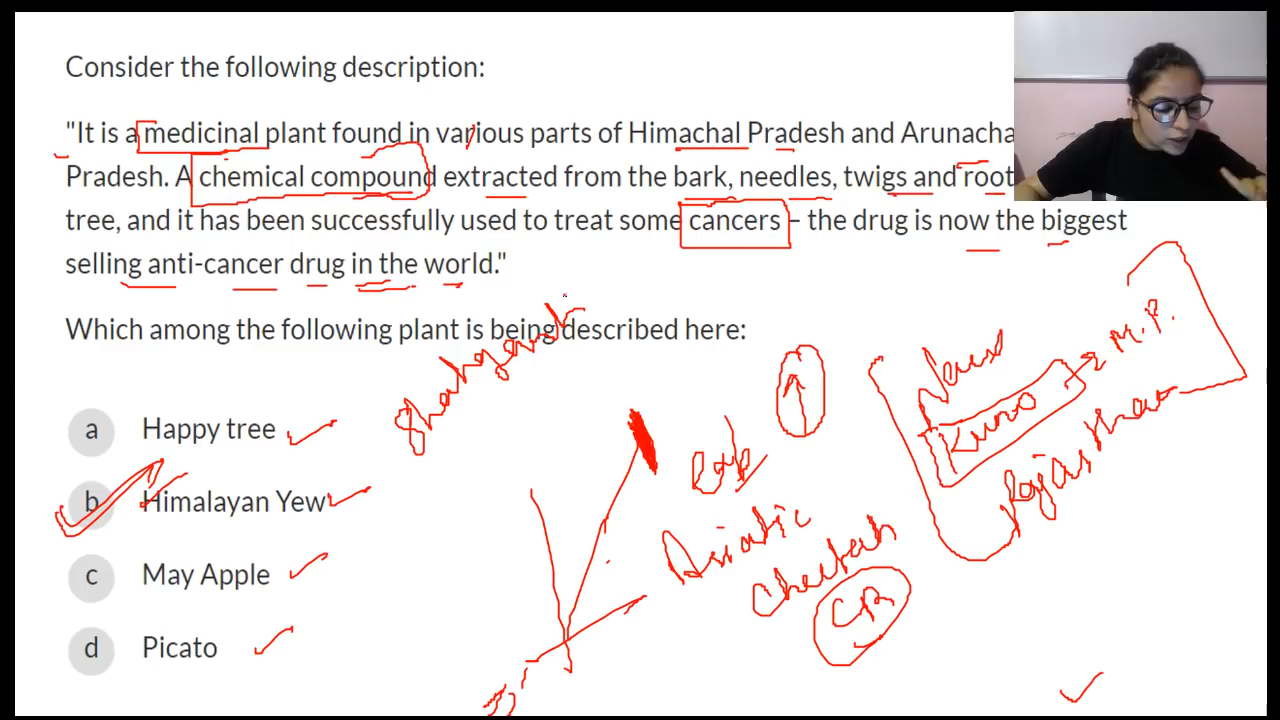 Consider the following description:
"It is a medicinal plant found in various parts of Himachal Pradesh and Arunacha
Pradesh. A chemical compound extracted from the bark, needles, twigs and root
tree, and it has been successfully used to treat some cancers – the drug is now the biggest
selling anti-cancer drug in the world."
Which among the following plant is being described here:
a Happy tree
b Himalayan Yew
c May Apple
d Picato
News
Kuno
M.P.
Rajasthan
Asiatic
Cheetah
CR